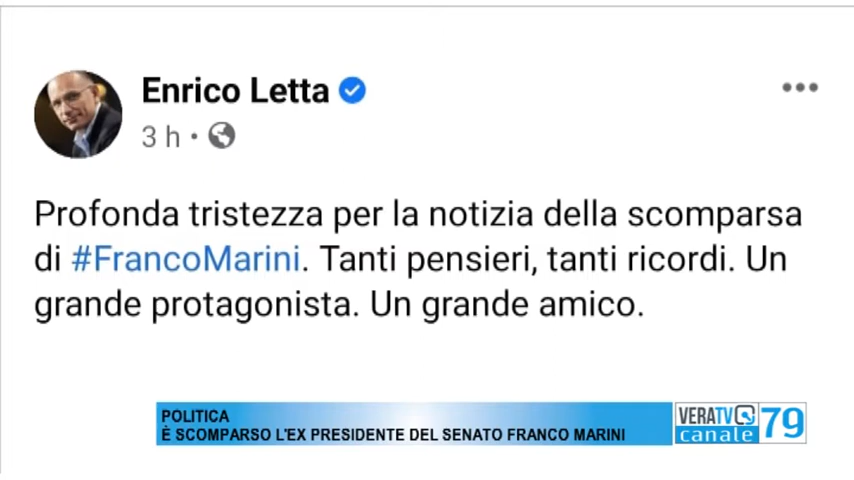 Enrico Letta
3 h •
Profonda tristezza per la notizia della scomparsa
di #FrancoMarini. Tanti pensieri, tanti ricordi. Un
grande protagonista. Un grande amico.
POLITICA
È SCOMPARSO L'EX PRESIDENTE DEL SENATO FRANCO MARINI
VERATV
canale 79